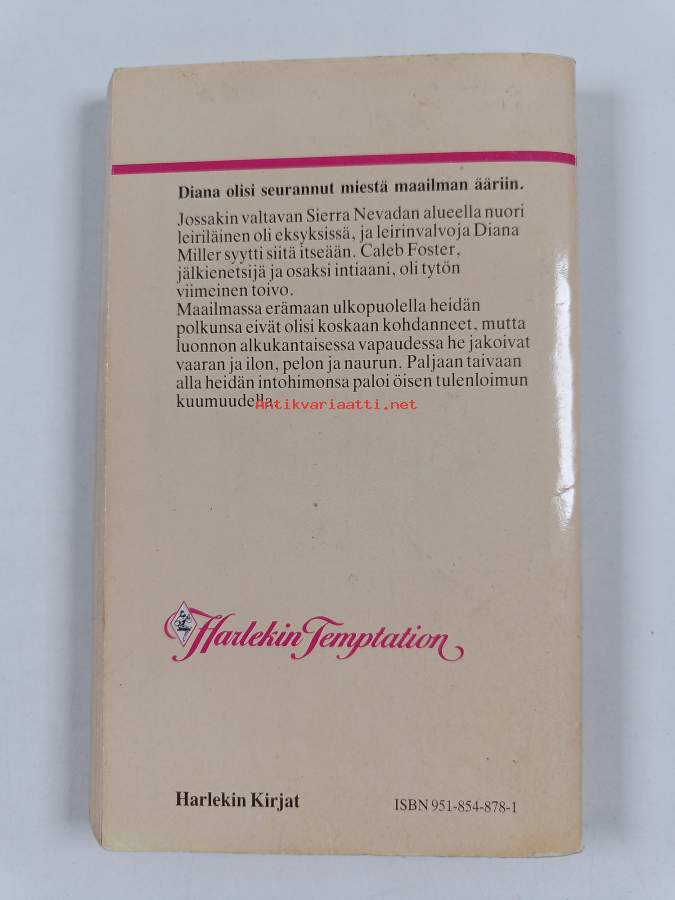 Diana olisi seurannut miestä maailman ääriin.
Jossakin valtavan Sierra Nevadan alueella nuori
leiriläinen oli eksyksissä, ja leirinvalvoja Diana
Miller syytti siitä itseään. Caleb Foster,
jälkienetsijä ja osaksi intiaani, oli tytön
viimeinen toivo.
Maailmassa erämaan ulkopuolella heidän
polkunsa eivät olisi koskaan kohdanneet, mutta
luonnon alkukantaisessa vapaudessa he jakoivat
vaaran ja ilon, pelon ja naurun. Paljaan taivaan
alla heidän intohimonsa paloi öisen tulenloimun
kuumuudella.
Antikvariaatti.net
Harlekin Temptation
Harlekin Kirjat
ISBN 951-854-878-1